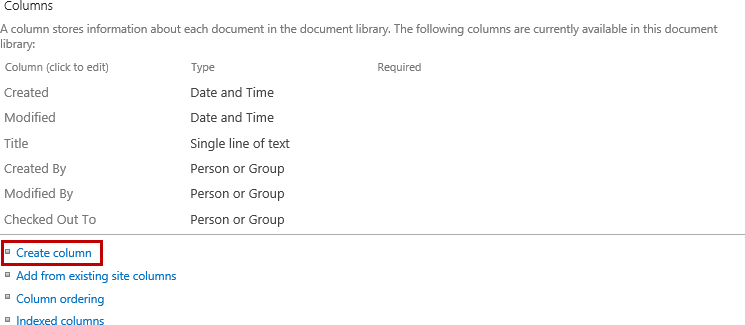 Columns
A column stores information about each document in the document library. The following columns are currently available in this document
library:
Column (click to edit) Type Required
Created Date and Time
Modified Date and Time
Title Single line of text
Created By Person or Group
Modified By Person or Group
Checked Out To Person or Group
Create column
Add from existing site columns
Column ordering
Indexed columns